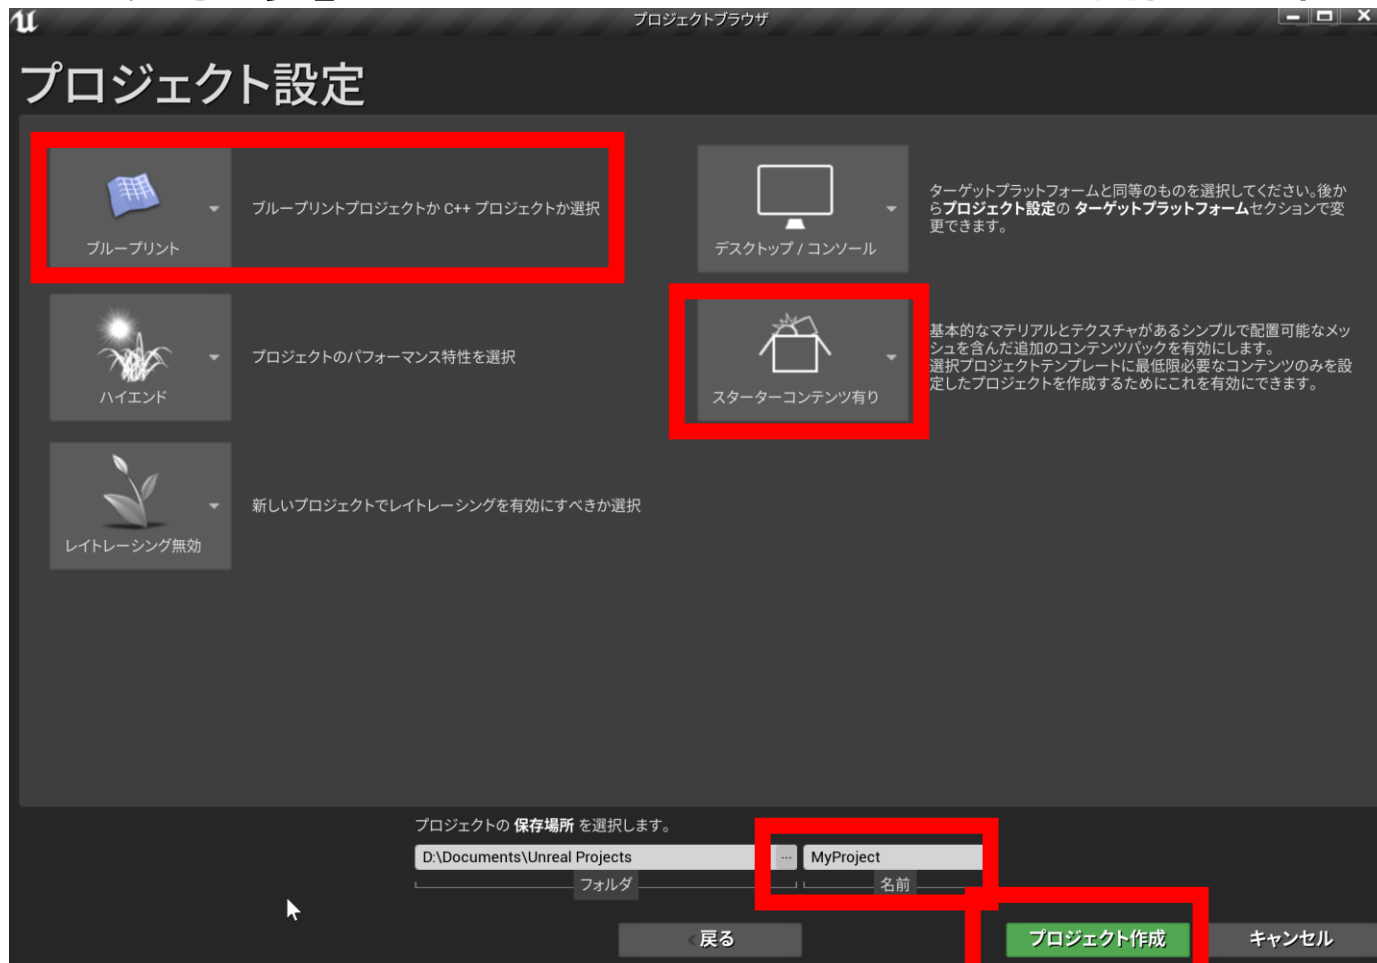 プロジェクトブラウザ
プロジェクト設定
ブループリント
ブループリントプロジェクトか C++ プロジェクトか選択
デスクトップ / コンソール
ターゲットプラットフォームと同等のものを選択してください。後か
らプロジェクト設定の ターゲットプラットフォームセクションで変
更できます。
ハイエンド
プロジェクトのパフォーマンス特性を選択
スターターコンテンツ有り
基本的なマテリアルとテクスチャがあるシンプルで配置可能なメッ
シュを含んだ追加のコンテンツパックを有効にします。
選択プロジェクトテンプレートに最低限必要なコンテンツのみを設
定したプロジェクトを作成するためにこれを有効にできます。
レイトレーシング無効
新しいプロジェクトでレイトレーシングを有効にすべきか選択
プロジェクトの 保存場所 を選択します。
D:\Documents\Unreal Projects
...
MyProject
フォルダ
名前
戻る
プロジェクト作成
キャンセル